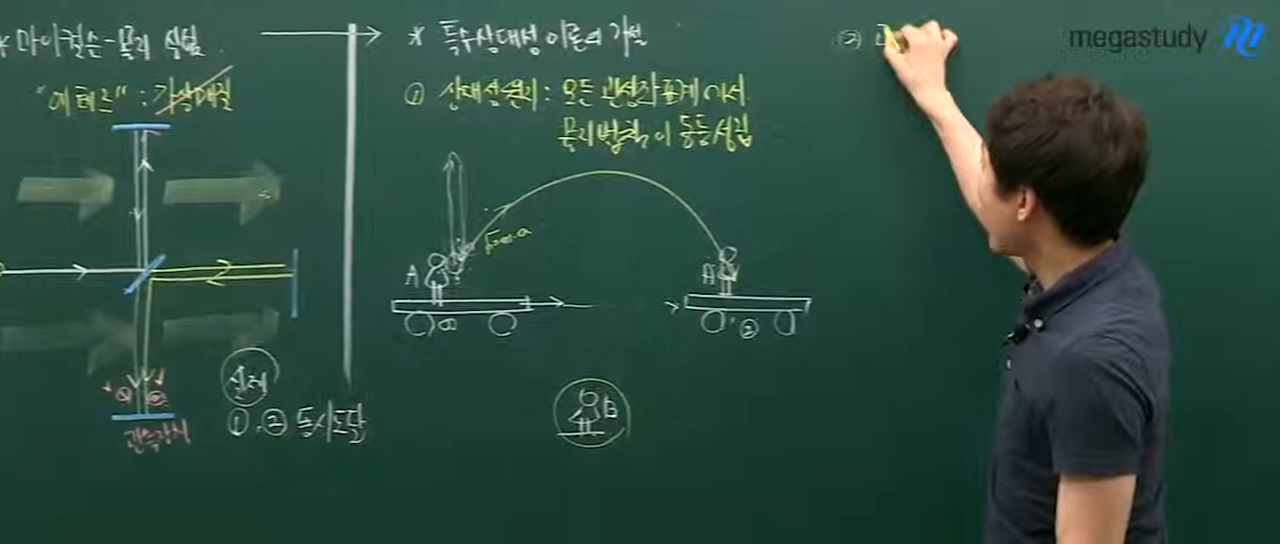 * 마이컬슨-몰리 실험
"에테르" : 가상매질
관측장치
실제
①, ② 동시도달
* 특수상대성 이론의 가설
① 상대성원리 : 모든 관성좌표계에서
물리법칙이 동등성립
F=m·a
A
①
A
②
B
②
megastudy